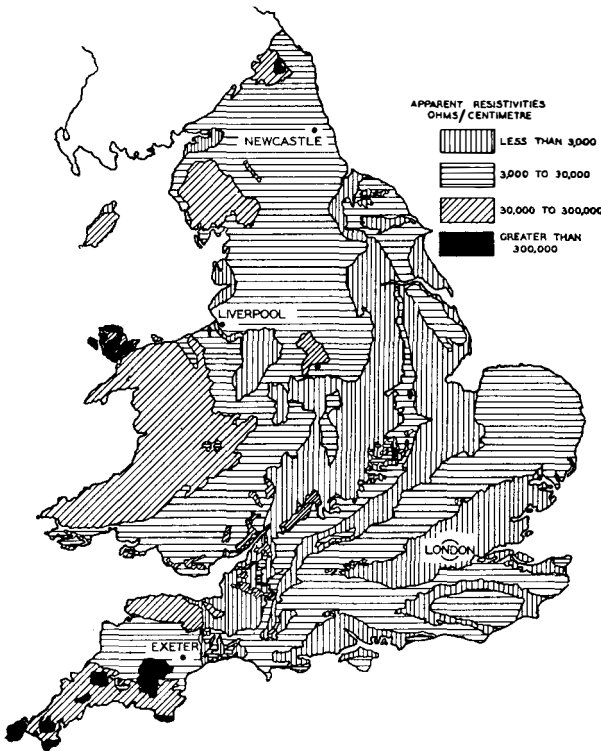 APPARENT RESISTIVITIES
OHMS/CENTIMETRE
LESS THAN 3,000
3,000 TO 30,000
30,000 TO 300,000
GREATER THAN
300,000
NEWCASTLE
LIVERPOOL
LONDON
EXETER